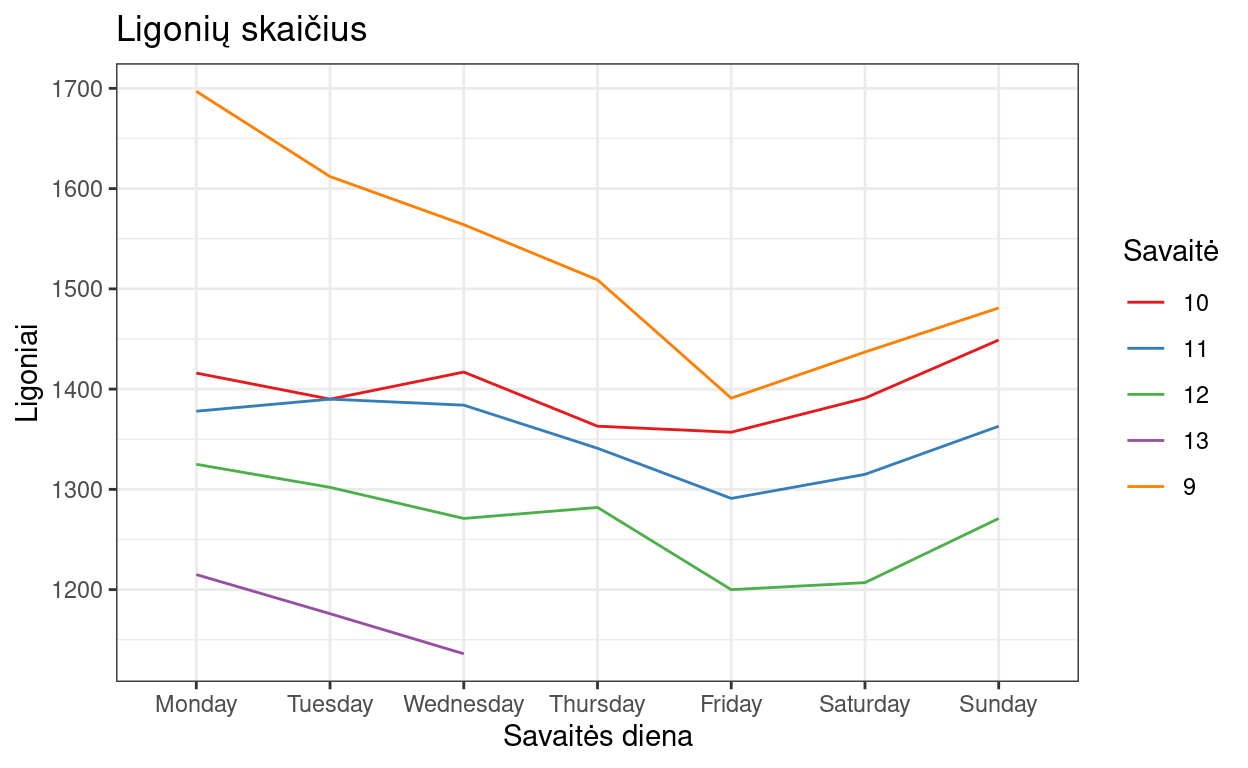 Ligonių skaičius
1700
1600
1500
1400
1300
1200
Ligoniai
Monday Tuesday Wednesday Thursday Friday Saturday Sunday
Savaitės diena
Savaitė
10
11
12
13
9